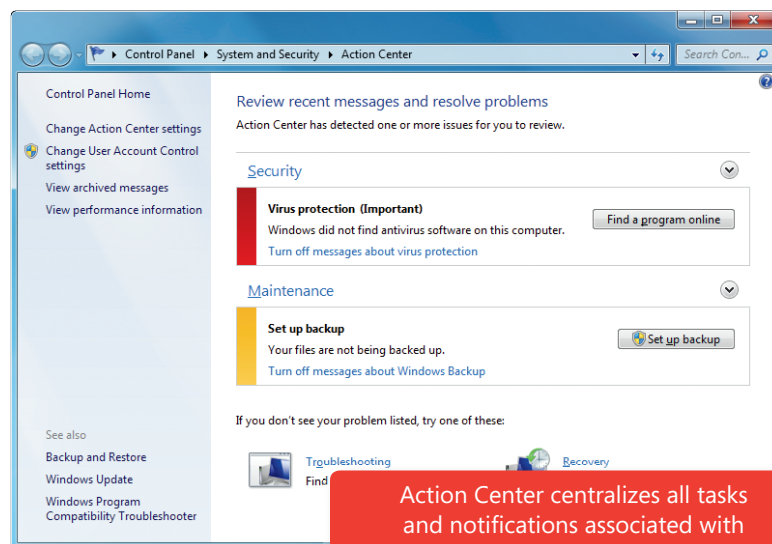 Control Panel System and Security Action Center
Search Con...
Control Panel Home
Change Action Center settings
Change User Account Control
settings
View archived messages
View performance information
Review recent messages and resolve problems
Action Center has detected one or more issues for you to review.
Security
Virus protection (Important)
Windows did not find antivirus software on this computer.
Turn off messages about virus protection
Find a program online
Maintenance
Set up backup
Your files are not being backed up.
Turn off messages about Windows Backup
Set up backup
If you don't see your problem listed, try one of these:
Troubleshooting
Find
Recovery
See also
Backup and Restore
Windows Update
Windows Program
Compatibility Troubleshooter
Action Center centralizes all tasks
and notifications associated with